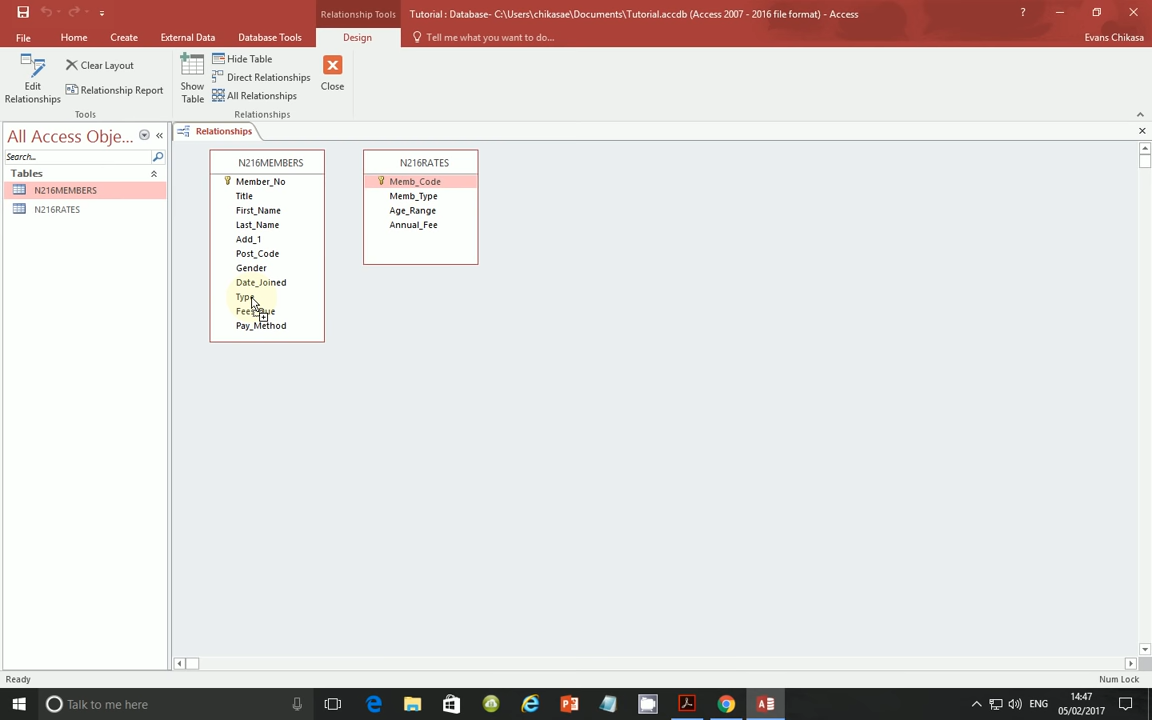 Relationship Tools
Tutorial : Database- C:\Users\chikasae\Documents\Tutorial.accdb (Access 2007 - 2016 file format) - Access
?
File
Home
Create
External Data
Database Tools
Design
Tell me what you want to do...
Evans Chikasa
Edit Relationships
Clear Layout
Relationship Report
Tools
Show Table
Hide Table
Direct Relationships
All Relationships
Relationships
Close
All Access Obje...
Search...
Tables
N216MEMBERS
N216RATES
Relationships
N216MEMBERS
Member_No
Title
First_Name
Last_Name
Add_1
Post_Code
Gender
Date_Joined
Type
Fees_Due
Pay_Method
N216RATES
Memb_Code
Memb_Type
Age_Range
Annual_Fee
Ready
Num Lock
Talk to me here
ENG
14:47
05/02/2017